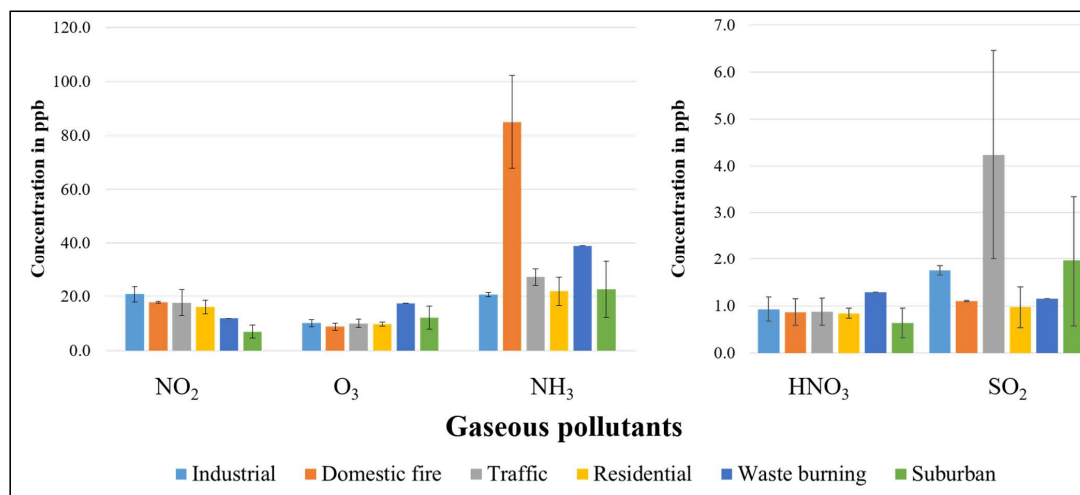 Concentration in ppb
120.0
100.0
80.0
60.0
40.0
20.0
0.0
NO₂ O₃ NH₃
Concentration in ppb
7.0
6.0
5.0
4.0
3.0
2.0
1.0
0.0
HNO₃ SO₂
Gaseous pollutants
Industrial Domestic fire Traffic Residential Waste burning Suburban